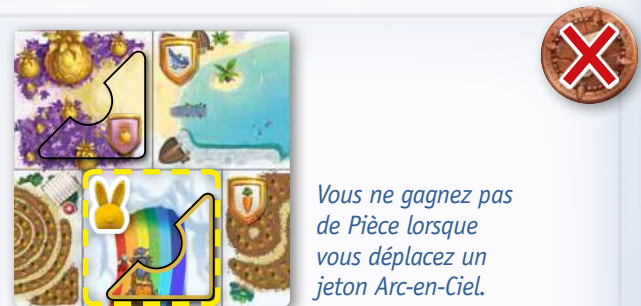 Vous ne gagnez pas
de Pièce lorsque
vous déplacez un
jeton Arc-en-Ciel.